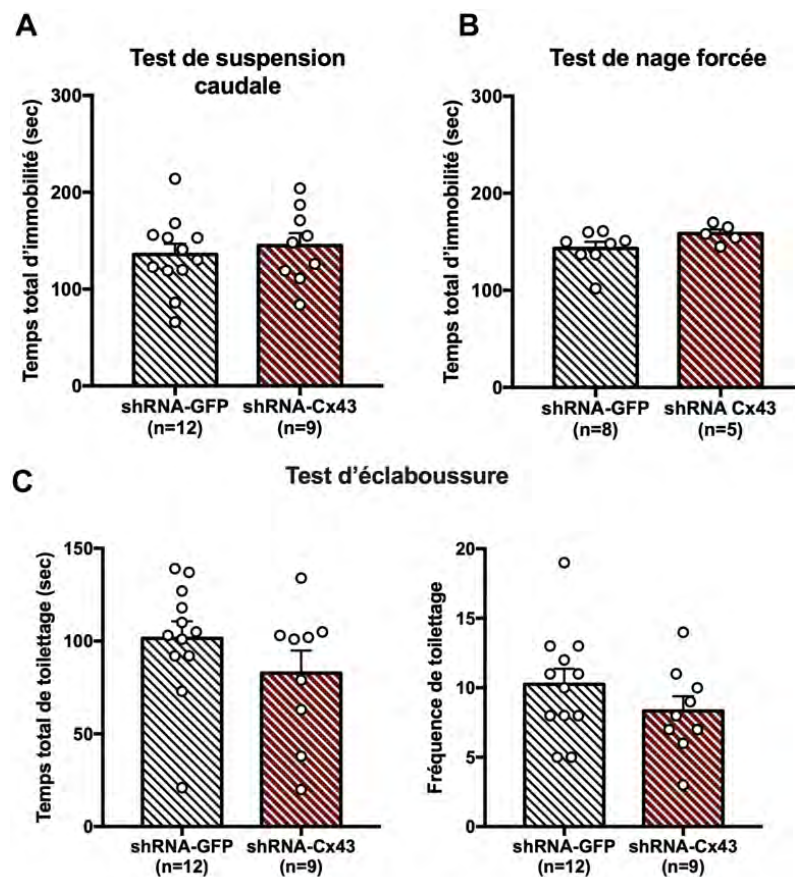 A
Test de suspension
caudale
Temps total d'immobilité (sec)
300
200
100
0
shRNA-GFP
(n=12)
shRNA-Cx43
(n=9)
B
Test de nage forcée
Temps total d'immobilité (sec)
300
200
100
0
shRNA-GFP
(n=8)
shRNA Cx43
(n=5)
C
Test d'éclaboussure
Temps total de toilettage (sec)
150
100
50
0
shRNA-GFP
(n=12)
shRNA-Cx43
(n=9)
Fréquence de toilettage
20
15
10
5
0
shRNA-GFP
(n=12)
shRNA-Cx43
(n=9)